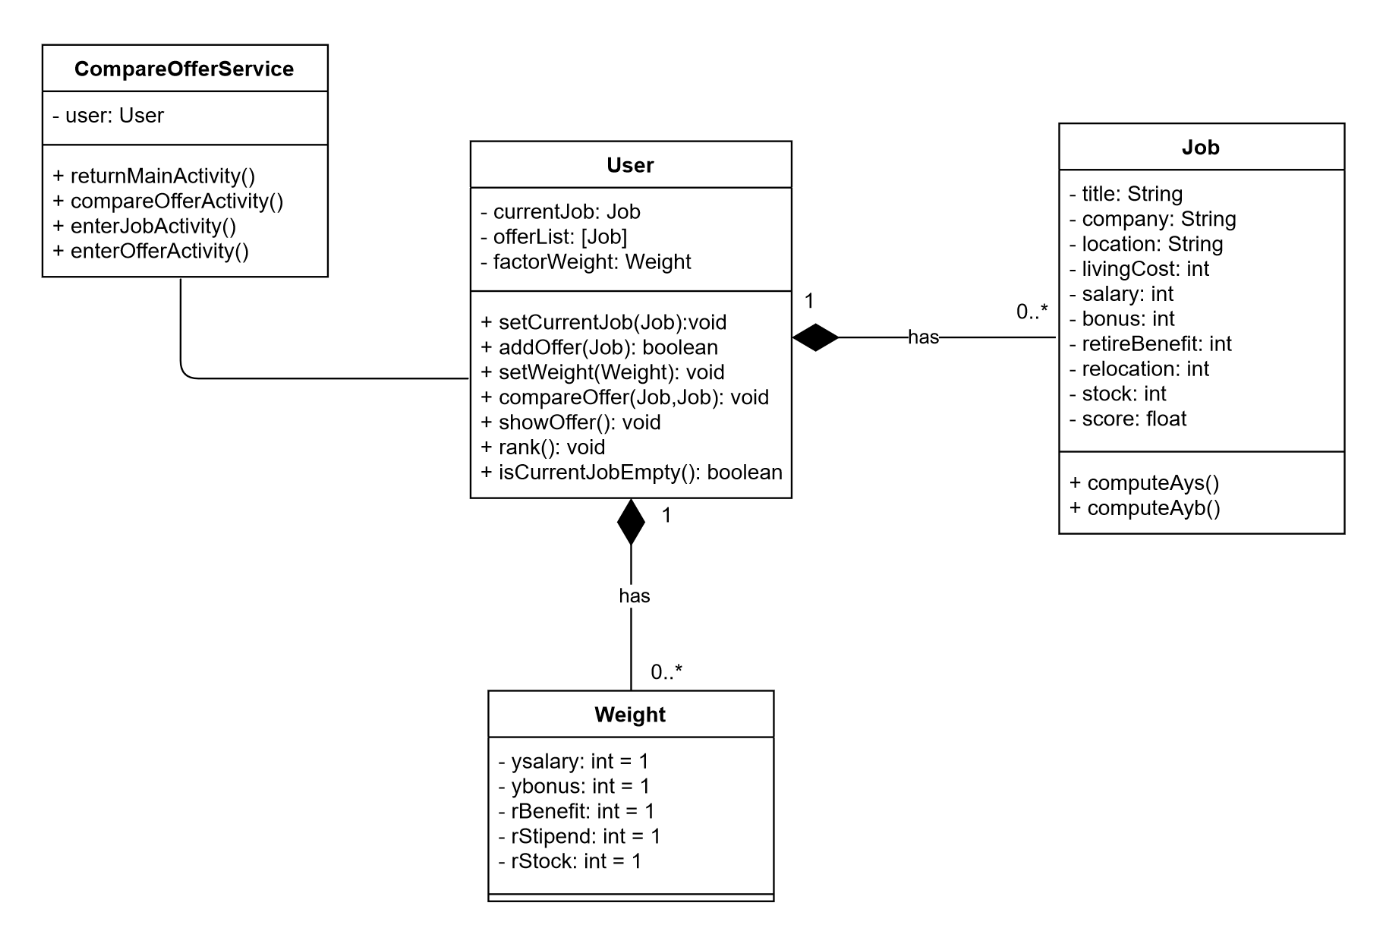 CompareOfferService
- user: User
+ returnMainActivity()
+ compareOfferActivity()
+ enterJobActivity()
+ enterOfferActivity()
User
- currentJob: Job
- offerList: [Job]
- factorWeight: Weight
+ setCurrentJob(Job):void
+ addOffer(Job): boolean
+ setWeight(Weight): void
+ compareOffer(Job,Job): void
+ showOffer(): void
+ rank(): void
+ isCurrentJobEmpty(): boolean
1
has
0..*
Job
- title: String
- company: String
- location: String
- livingCost: int
- salary: int
- bonus: int
- retireBenefit: int
- relocation: int
- stock: int
- score: float
+ computeAys()
+ computeAyb()
1
has
0..*
Weight
- ysalary: int = 1
- ybonus: int = 1
- rBenefit: int = 1
- rStipend: int = 1
- rStock: int = 1